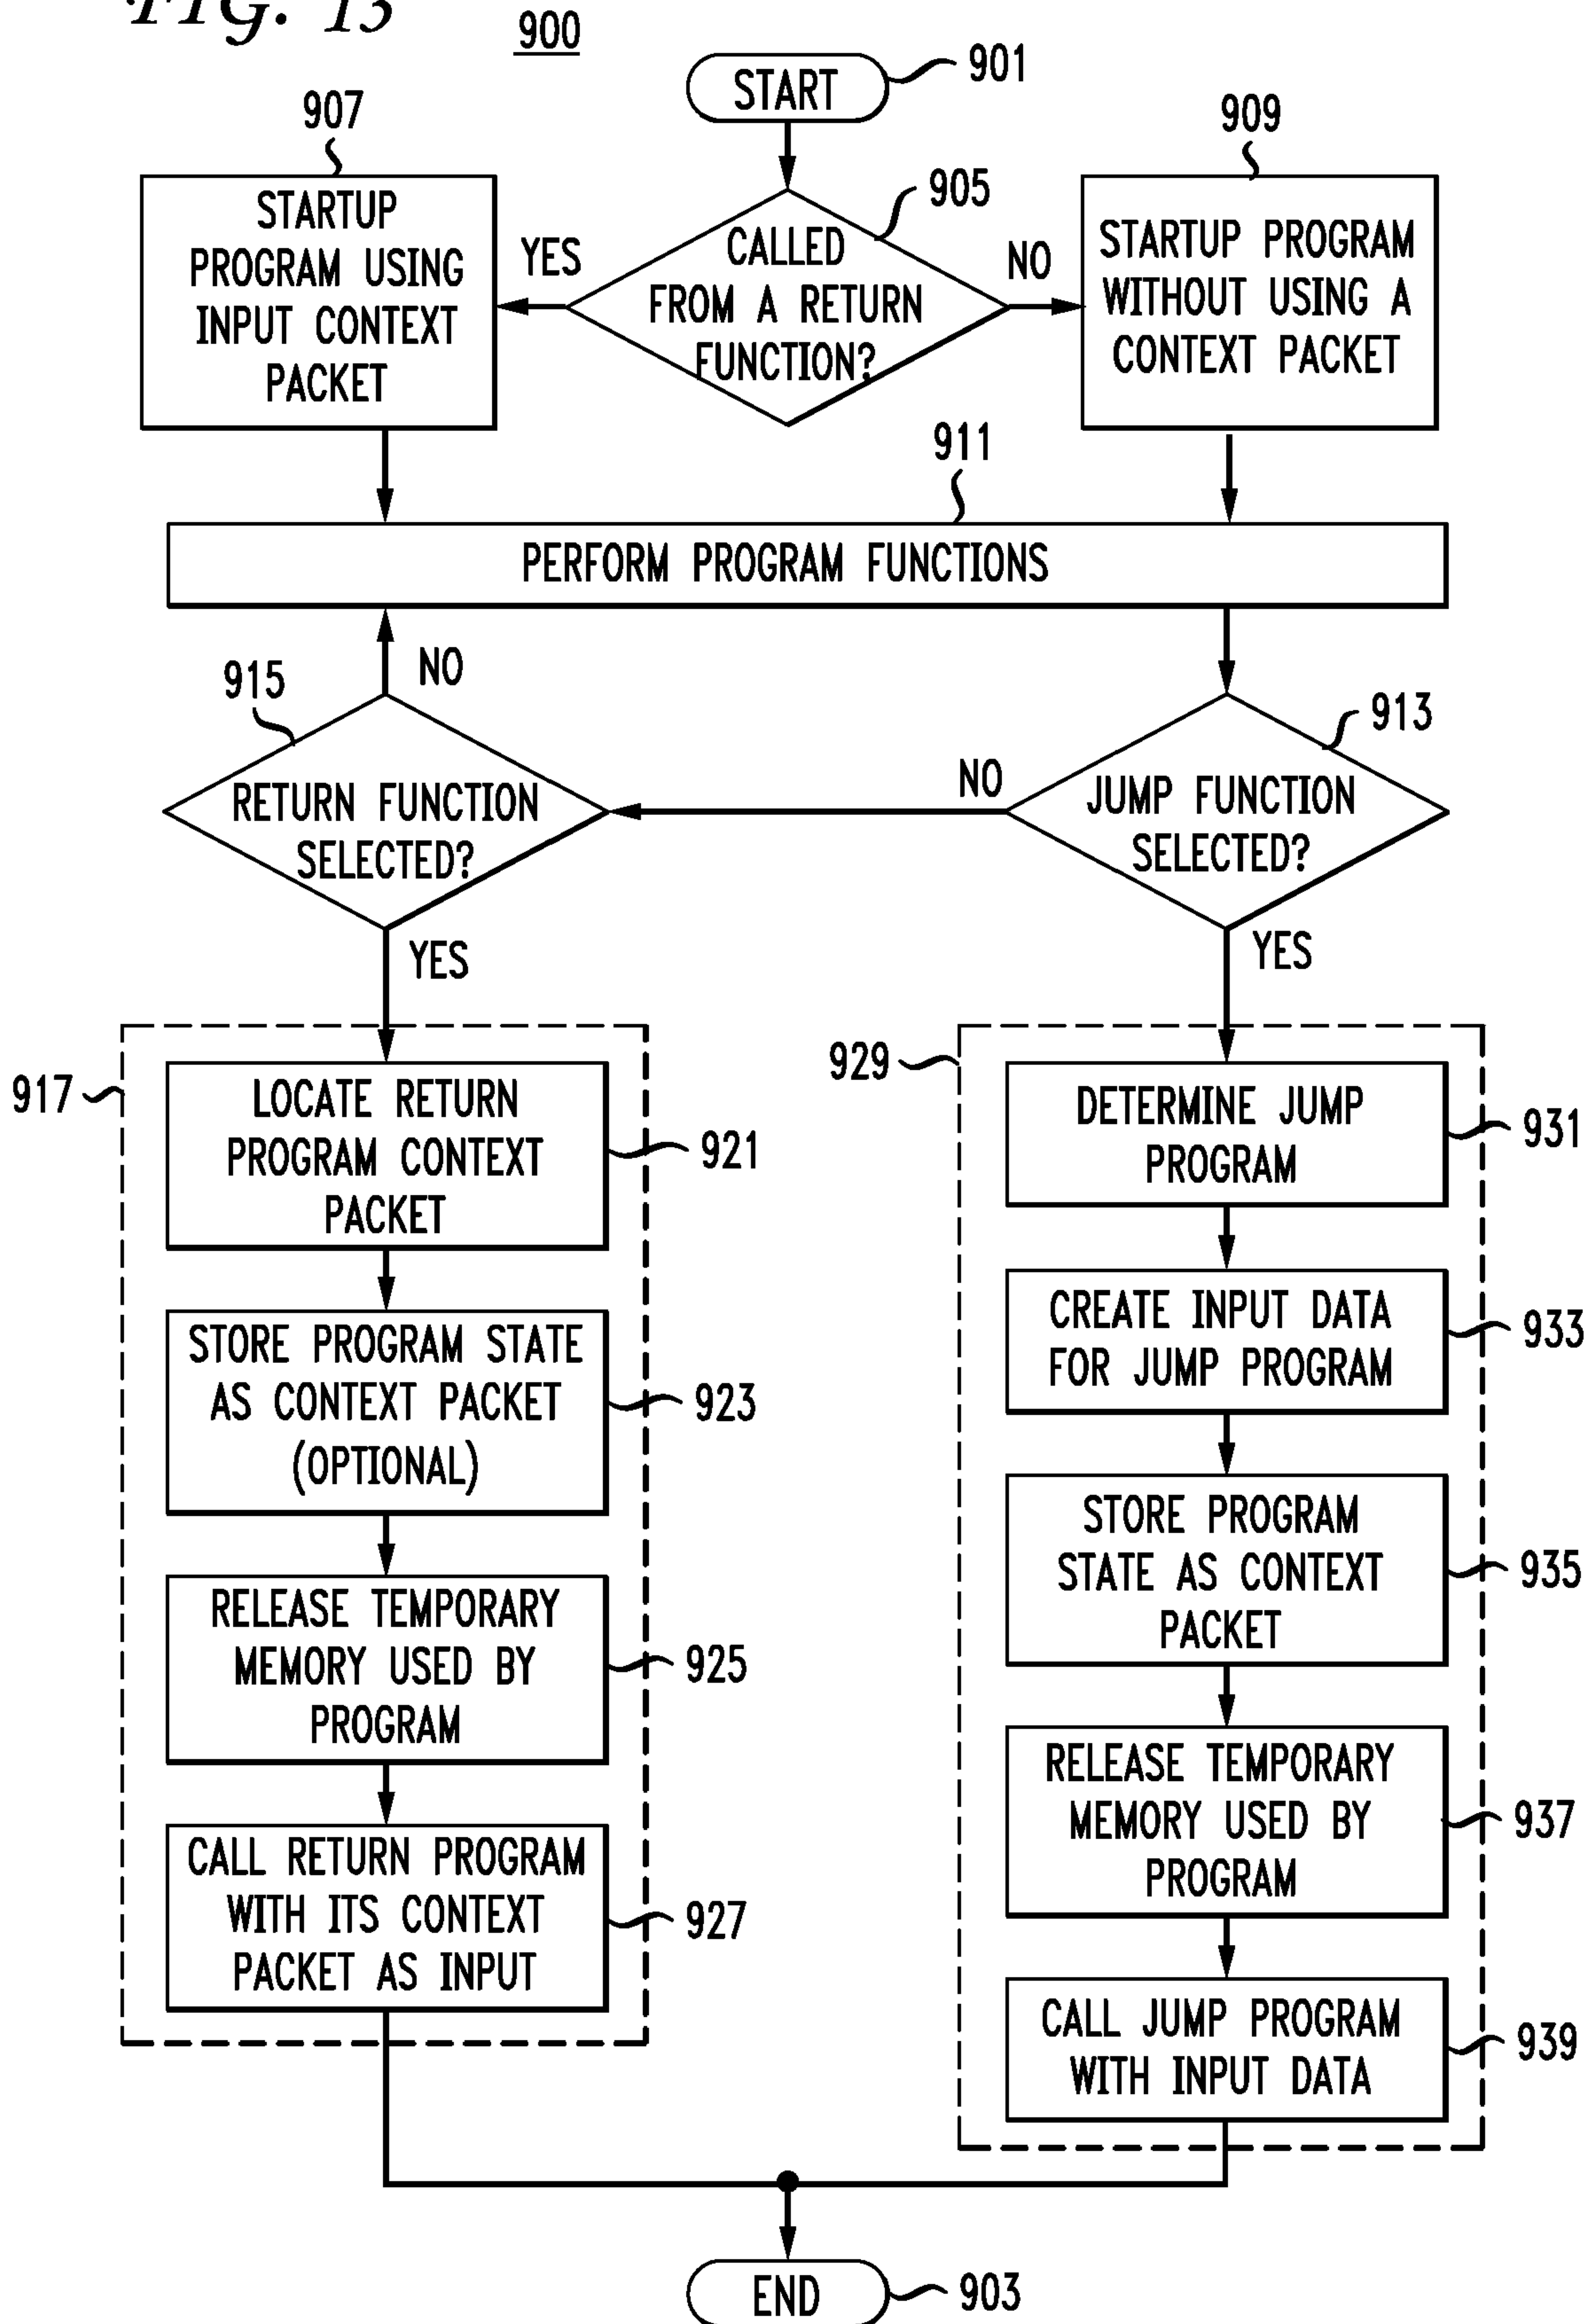 FIG. 13
900
START
901
907
909
STARTUP
PROGRAM USING
INPUT CONTEXT
PACKET
YES
905
CALLED
FROM A RETURN
FUNCTION?
NO
STARTUP PROGRAM
WITHOUT USING A
CONTEXT PACKET
911
PERFORM PROGRAM FUNCTIONS
915
NO
RETURN FUNCTION
SELECTED?
YES
NO
913
JUMP FUNCTION
SELECTED?
YES
917
LOCATE RETURN
PROGRAM CONTEXT
PACKET
921
STORE PROGRAM STATE
AS CONTEXT PACKET
(OPTIONAL)
923
RELEASE TEMPORARY
MEMORY USED BY
PROGRAM
925
CALL RETURN PROGRAM
WITH ITS CONTEXT
PACKET AS INPUT
927
929
DETERMINE JUMP
PROGRAM
931
CREATE INPUT DATA
FOR JUMP PROGRAM
933
STORE PROGRAM
STATE AS CONTEXT
PACKET
935
RELEASE TEMPORARY
MEMORY USED BY
PROGRAM
937
CALL JUMP PROGRAM
WITH INPUT DATA
939
END
903